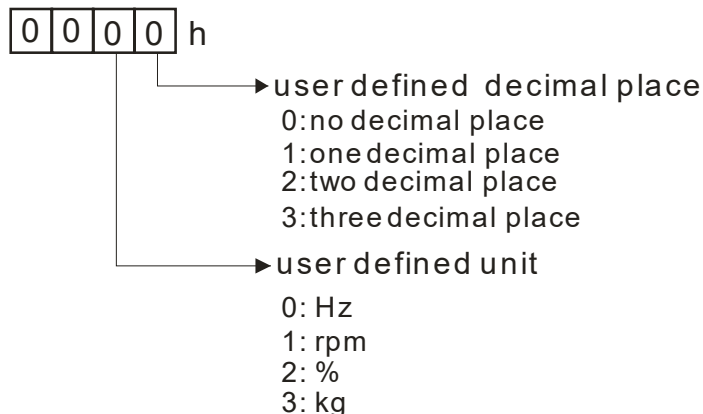 0 0 0 0 h
user defined decimal place
0:no decimal place
1:one decimal place
2:two decimal place
3:three decimal place
user defined unit
0: Hz
1: rpm
2: %
3: kg